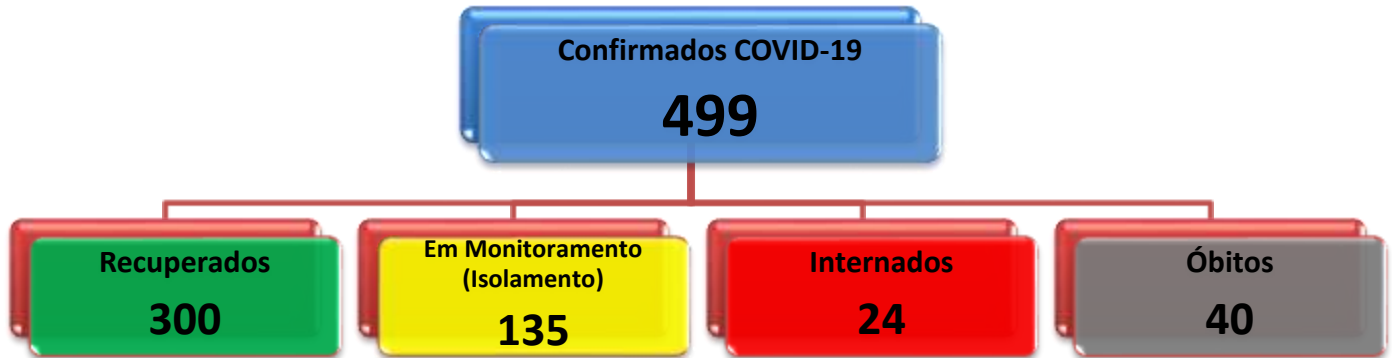 Confirmados COVID-19
499
Recuperados
300
Em Monitoramento
(Isolamento)
135
Internados
24
Óbitos
40